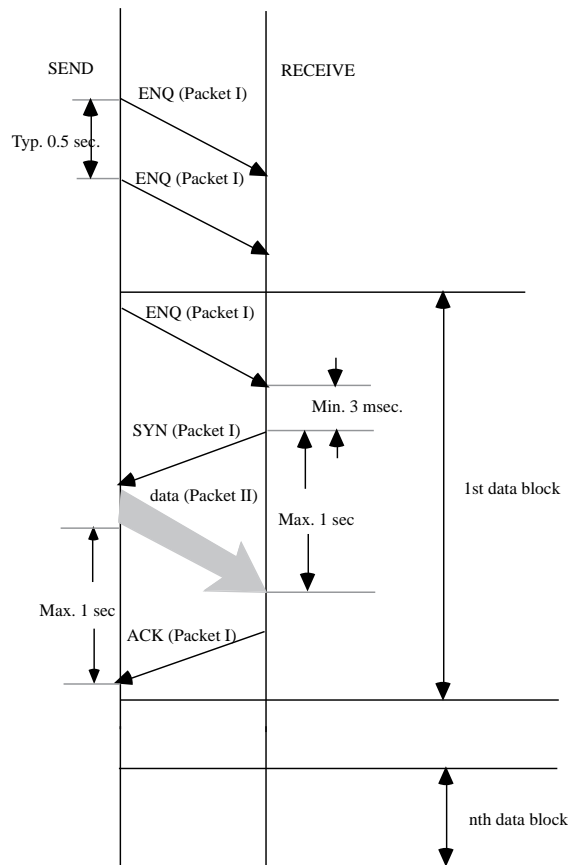 SEND
RECEIVE
ENQ (Packet I)
Typ. 0.5 sec.
ENQ (Packet I)
ENQ (Packet I)
Min. 3 msec.
SYN (Packet I)
data (Packet II)
1st data block
Max. 1 sec
Max. 1 sec
ACK (Packet I)
nth data block